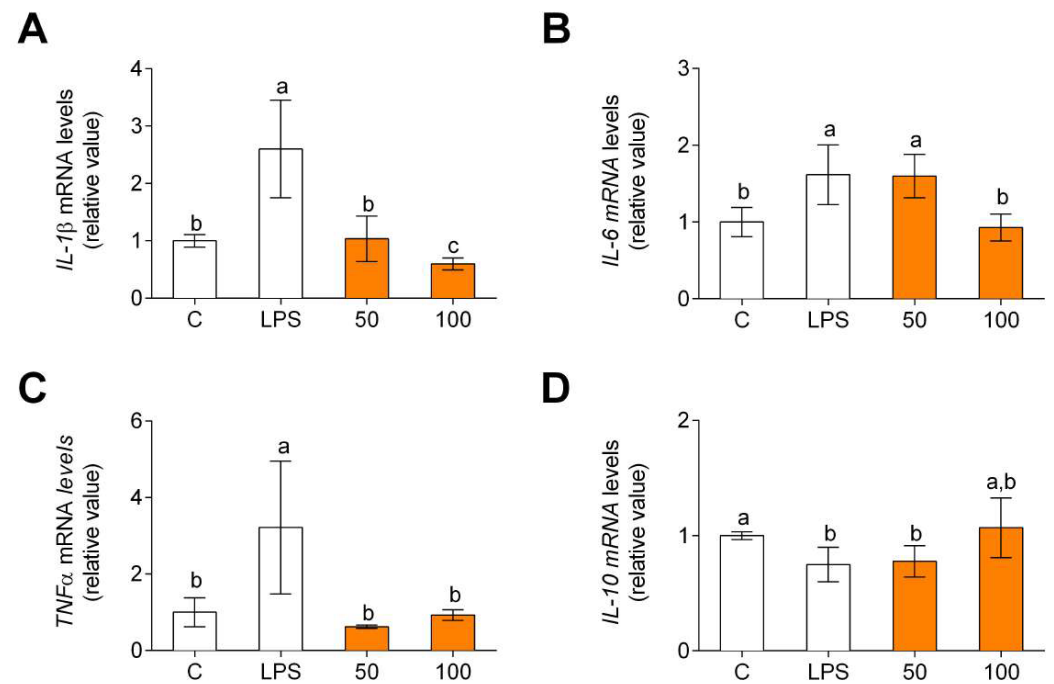 A
IL-1β mRNA levels
(relative value)
4
3
2
1
0
b
a
b
c
C LPS 50 100
B
IL-6 mRNA levels
(relative value)
3
2
1
0
b
a
a
b
C LPS 50 100
C
TNFα mRNA levels
(relative value)
6
4
2
0
b
a
b
b
C LPS 50 100
D
IL-10 mRNA levels
(relative value)
2
1
0
a
b
b
a,b
C LPS 50 100